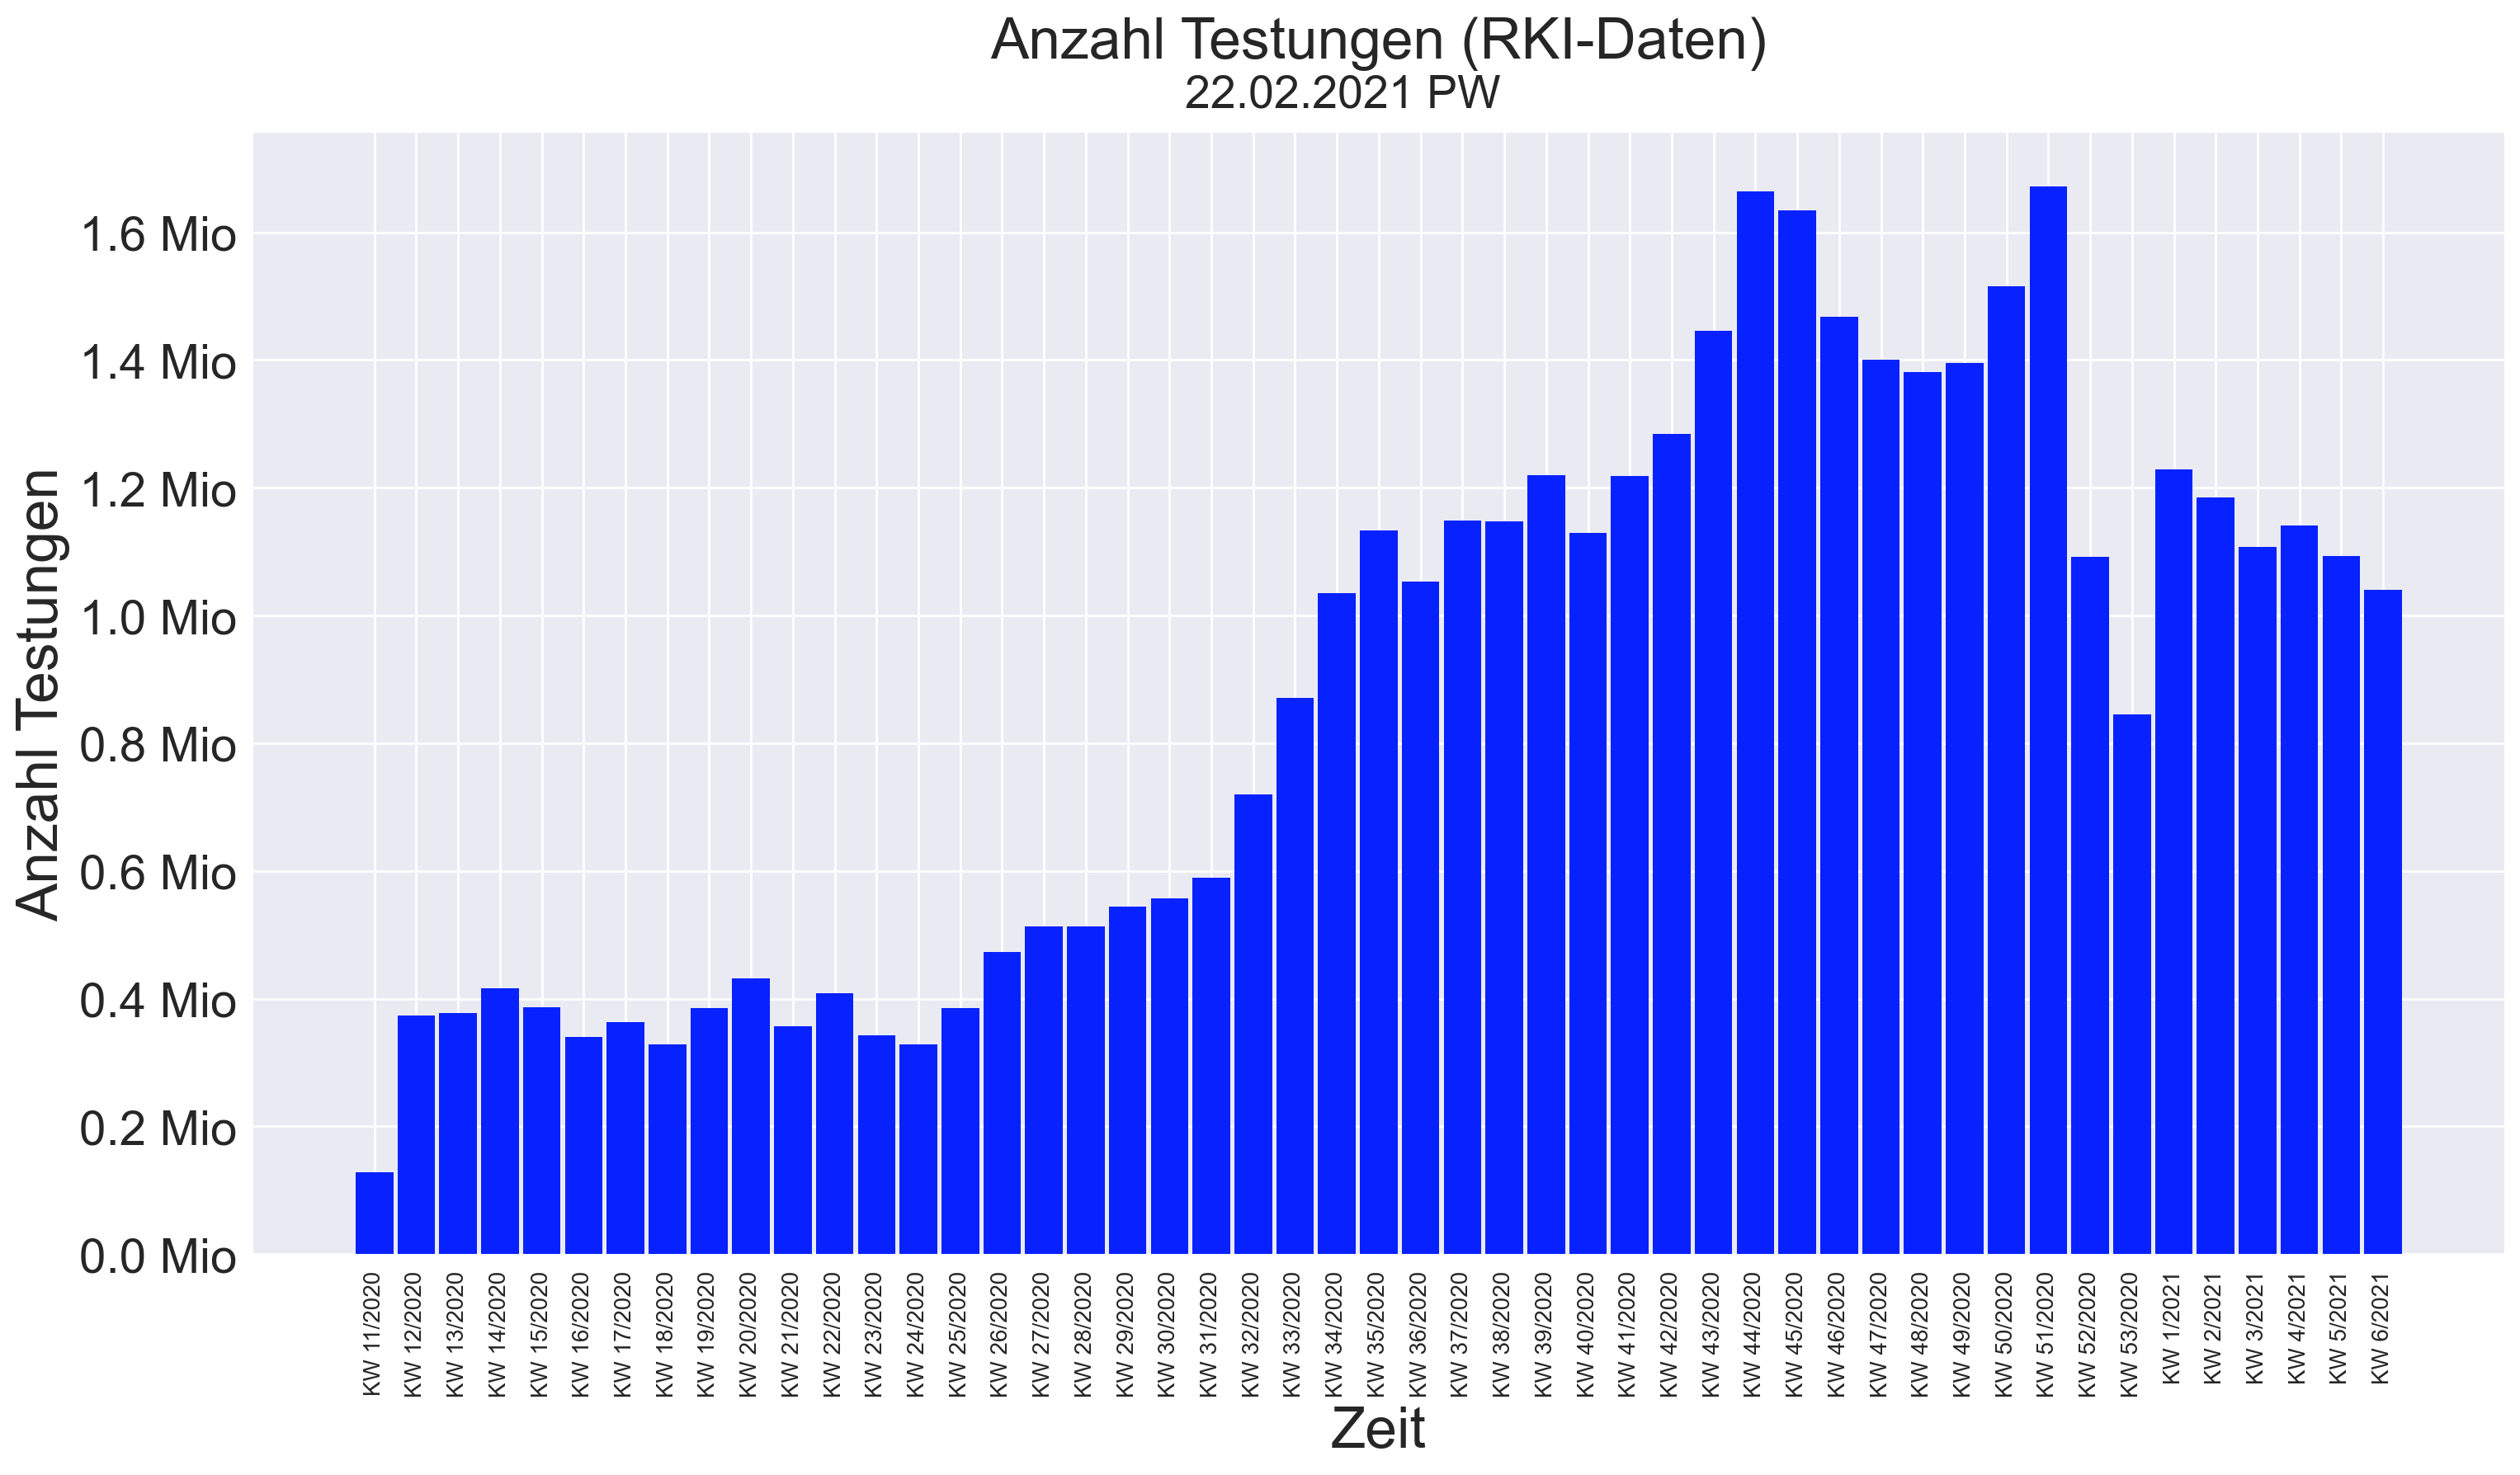 Anzahl Testungen (RKI-Daten)
22.02.2021 PW
Anzahl Testungen
1.6 Mio
1.4 Mio
1.2 Mio
1.0 Mio
0.8 Mio
0.6 Mio
0.4 Mio
0.2 Mio
0.0 Mio
KW 11/2020
KW 12/2020
KW 13/2020
KW 14/2020
KW 15/2020
KW 16/2020
KW 17/2020
KW 18/2020
KW 19/2020
KW 20/2020
KW 21/2020
KW 22/2020
KW 23/2020
KW 24/2020
KW 25/2020
KW 26/2020
KW 27/2020
KW 28/2020
KW 29/2020
KW 30/2020
KW 31/2020
KW 32/2020
KW 33/2020
KW 34/2020
KW 35/2020
KW 36/2020
KW 37/2020
KW 38/2020
KW 39/2020
KW 40/2020
KW 41/2020
KW 42/2020
KW 43/2020
KW 44/2020
KW 45/2020
KW 46/2020
KW 47/2020
KW 48/2020
KW 49/2020
KW 50/2020
KW 51/2020
KW 52/2020
KW 53/2020
KW 1/2021
KW 2/2021
KW 3/2021
KW 4/2021
KW 5/2021
KW 6/2021
Zeit